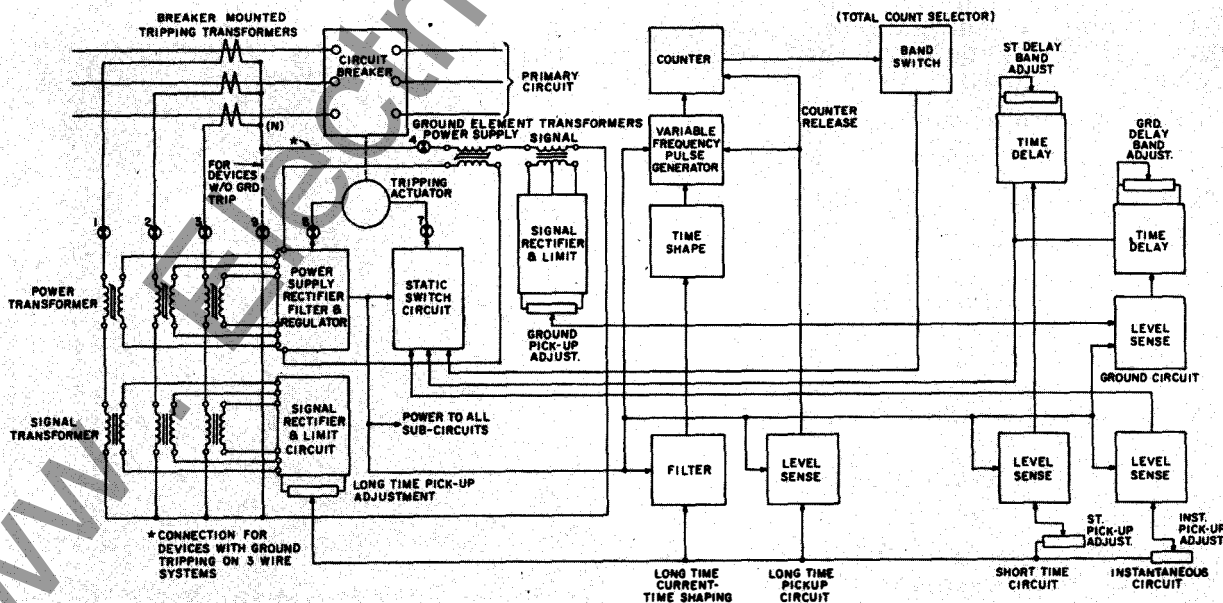 BREAKER MOUNTED
TRIPPING TRANSFORMERS
CIRCUIT
BREAKER
PRIMARY
CIRCUIT
(N)
GROUND ELEMENT TRANSFORMERS
POWER SUPPLY
SIGNAL
*
4
FOR
DEVICES
W/O GRD
TRIP
TRIPPING
ACTUATOR
1
2
3
9
8
7
POWER
TRANSFORMER
POWER
SUPPLY
RECTIFIER
FILTER &
REGULATOR
STATIC
SWITCH
CIRCUIT
SIGNAL
RECTIFIER
& LIMIT
GROUND
PICK-UP
ADJUST.
SIGNAL
TRANSFORMER
SIGNAL
RECTIFIER
& LIMIT
CIRCUIT
POWER TO ALL
SUB-CIRCUITS
LONG TIME PICK-UP
ADJUSTMENT
* CONNECTION FOR
DEVICES WITH GROUND
TRIPPING ON 3 WIRE
SYSTEMS
COUNTER
(TOTAL COUNT SELECTOR)
BAND
SWITCH
COUNTER
RELEASE
VARIABLE
FREQUENCY
PULSE
GENERATOR
TIME
SHAPE
FILTER
LEVEL
SENSE
LONG TIME
CURRENT-
TIME SHAPING
LONG TIME
PICKUP
CIRCUIT
ST DELAY
BAND
ADJUST
TIME
DELAY
GRD.
DELAY
BAND
ADJUST.
TIME
DELAY
LEVEL
SENSE
GROUND CIRCUIT
LEVEL
SENSE
LEVEL
SENSE
ST.
PICK-UP
ADJUST.
INST.
PICK-UP
ADJUST
SHORT TIME
CIRCUIT
INSTANTANEOUS
CIRCUIT
www. Electr